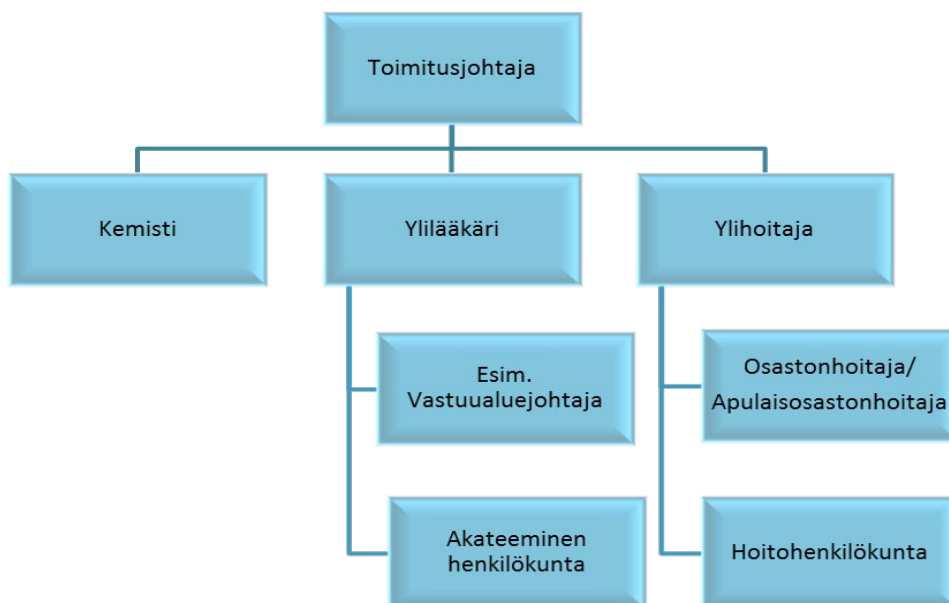 Toimitusjohtaja
Kemisti
Ylilääkäri
Ylihoitaja
Esim.
Vastuualuejohtaja
Osastonhoitaja/
Apulaisosastonhoitaja
Akateeminen
henkilökunta
Hoitohenkilökunta